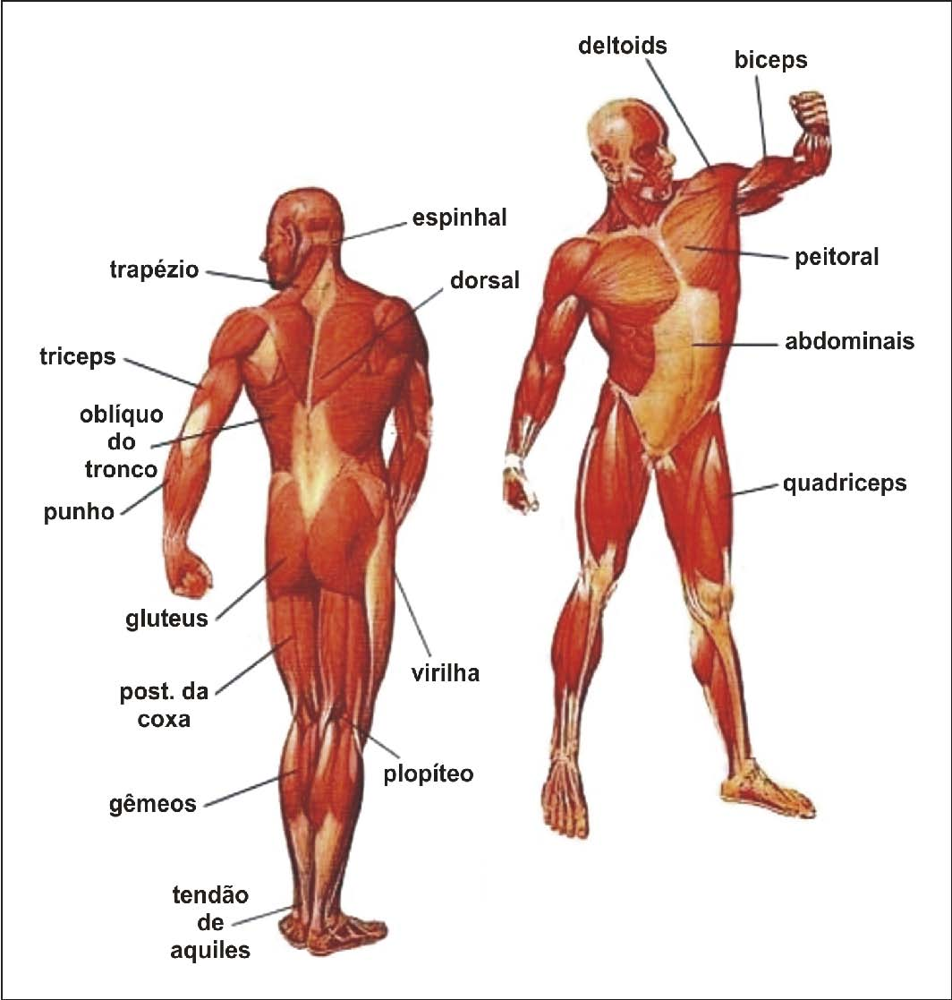 deltoids
biceps
espinhal
trapézio
dorsal
peitoral
abdominais
triceps
oblíquo
do
tronco
punho
quadriceps
gluteus
virilha
post. da
coxa
plopíteo
gêmeos
tendão
de
aquiles